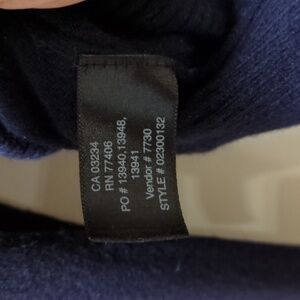 CA 03234
RN 77406
PO # 13940,13948,
13941
Vendor # 7730
STYLE # 02300132